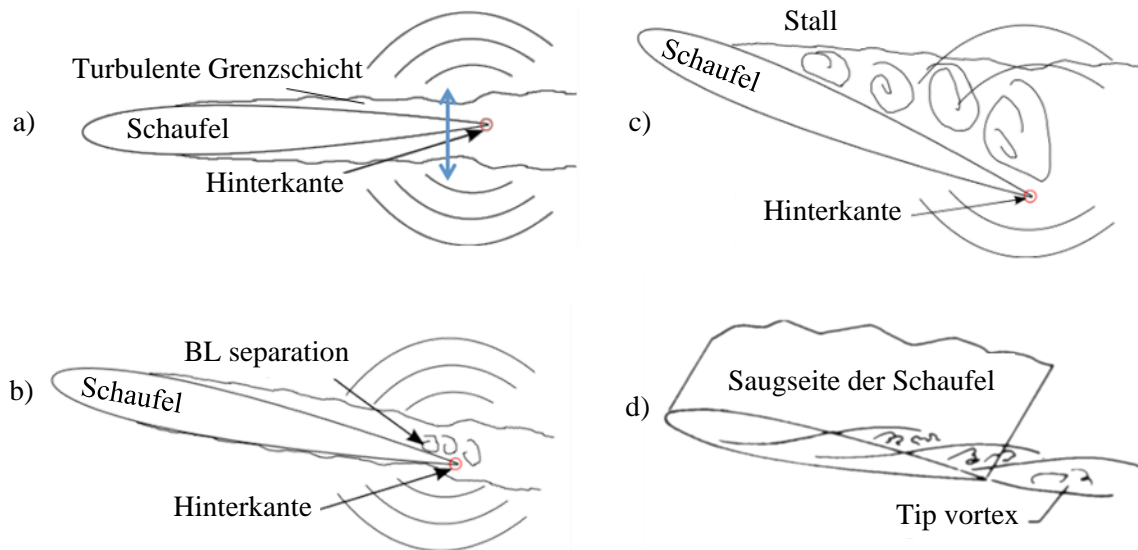 a)
Turbulente Grenzschicht
Schaufel
Hinterkante
b)
BL separation
Schaufel
Hinterkante
c)
Stall
Schaufel
Hinterkante
d)
Saugseite der Schaufel
Tip vortex